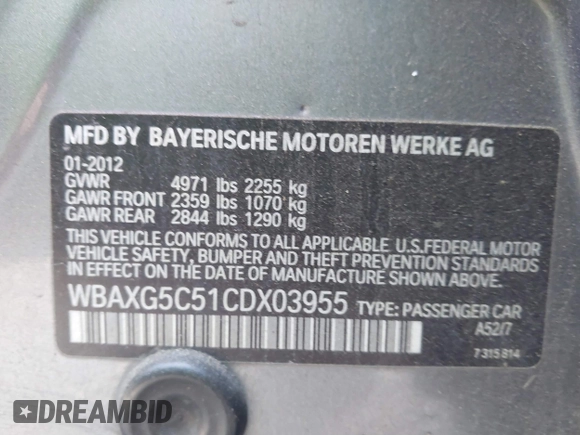 MFD BY BAYERISCHE MOTOREN WERKE AG
01-2012
GVWR 4971 lbs 2255 kg
GAWR FRONT 2359 lbs 1070 kg
GAWR REAR 2844 lbs 1290 kg
THIS VEHICLE CONFORMS TO ALL APPLICABLE U.S.FEDERAL MOTOR
VEHICLE SAFETY, BUMPER AND THEFT PREVENTION STANDARDS
IN EFFECT ON THE DATE OF MANUFACTURE SHOWN ABOVE.
WBAXG5C51CDX03955 TYPE: PASSENGER CAR
A52/7
7315814
DREAMBID